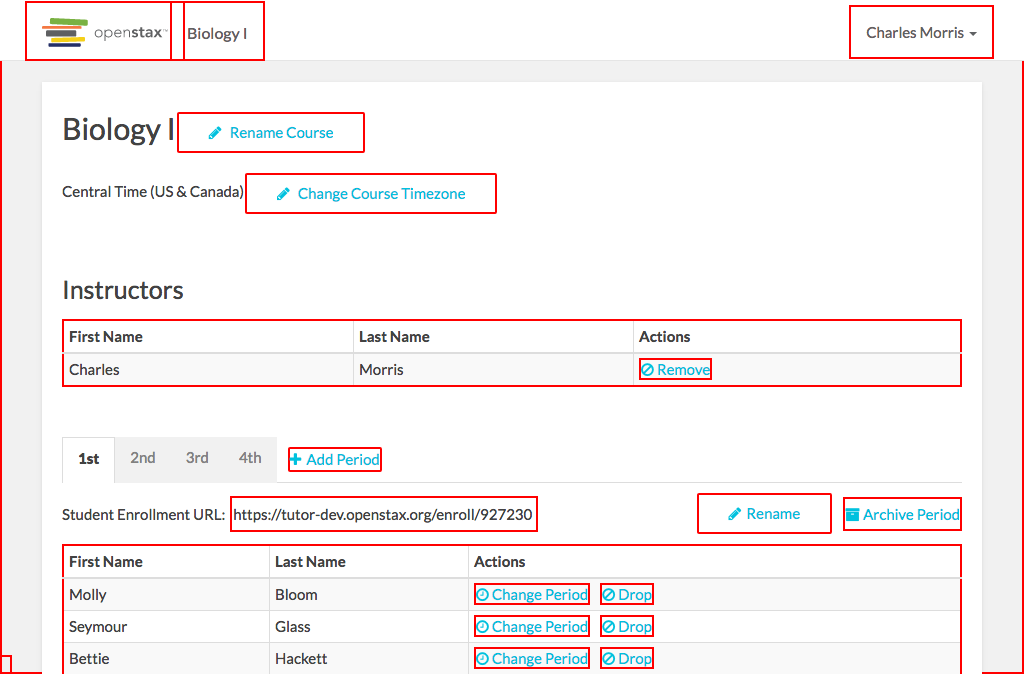 openstax™ Biology I Charles Morris
Biology I Rename Course
Central Time (US & Canada) Change Course Timezone
Instructors
First Name Last Name Actions
Charles Morris Remove
1st 2nd 3rd 4th Add Period
Student Enrollment URL: https://tutor-dev.openstax.org/enroll/927230 Rename Archive Period
First Name Last Name Actions
Molly Bloom Change Period Drop
Seymour Glass Change Period Drop
Bettie Hackett Change Period Drop